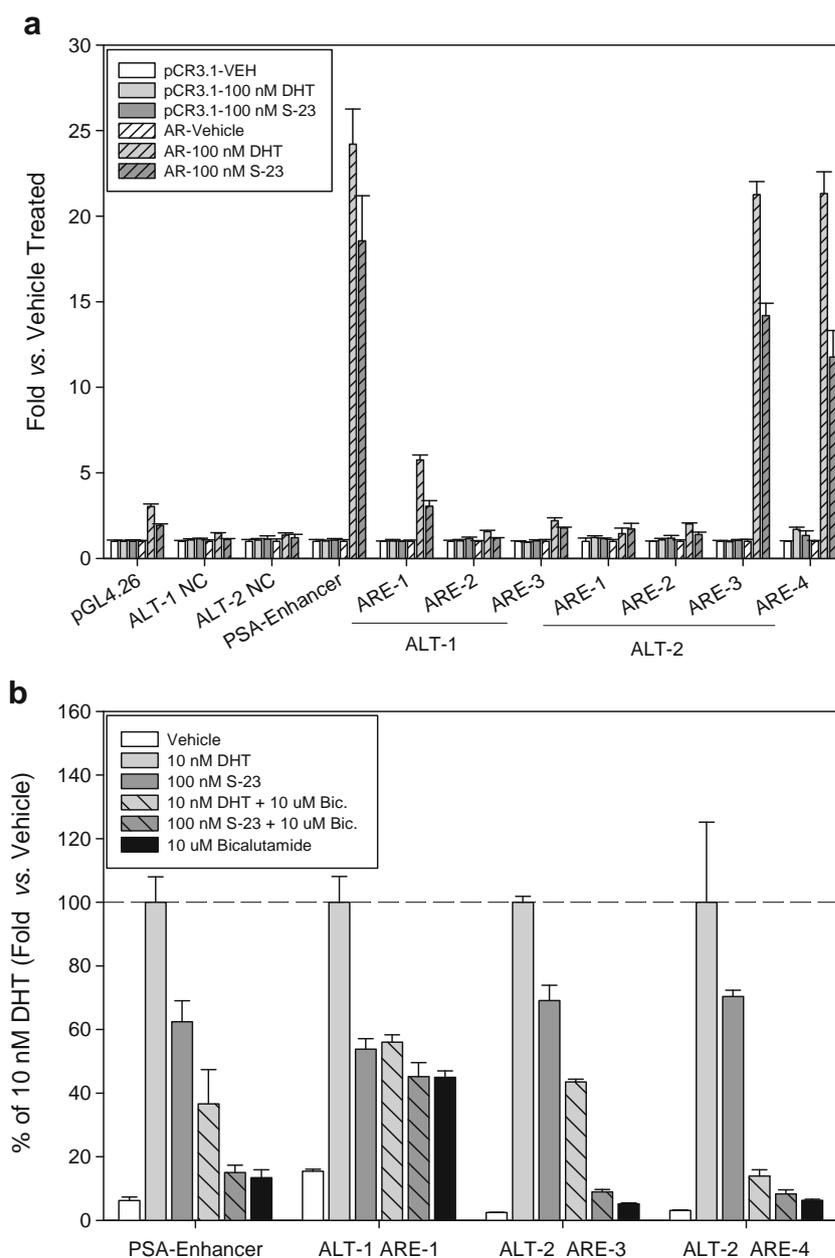 a
Fold vs. Vehicle Treated
30
25
20
15
10
5
0
pCR3.1-VEH
pCR3.1-100 nM DHT
pCR3.1-100 nM S-23
AR-Vehicle
AR-100 nM DHT
AR-100 nM S-23
pGL4.26
ALT-1 NC
ALT-2 NC
PSA-Enhancer
ARE-1
ARE-2
ARE-3
ARE-1
ARE-2
ARE-3
ARE-4
ALT-1
ALT-2
b
% of 10 nM DHT (Fold vs. Vehicle)
160
140
120
100
80
60
40
20
0
Vehicle
10 nM DHT
100 nM S-23
10 nM DHT + 10 uM Bic.
100 nM S-23 + 10 uM Bic.
10 uM Bicalutamide
PSA-Enhancer
ALT-1 ARE-1
ALT-2 ARE-3
ALT-2 ARE-4